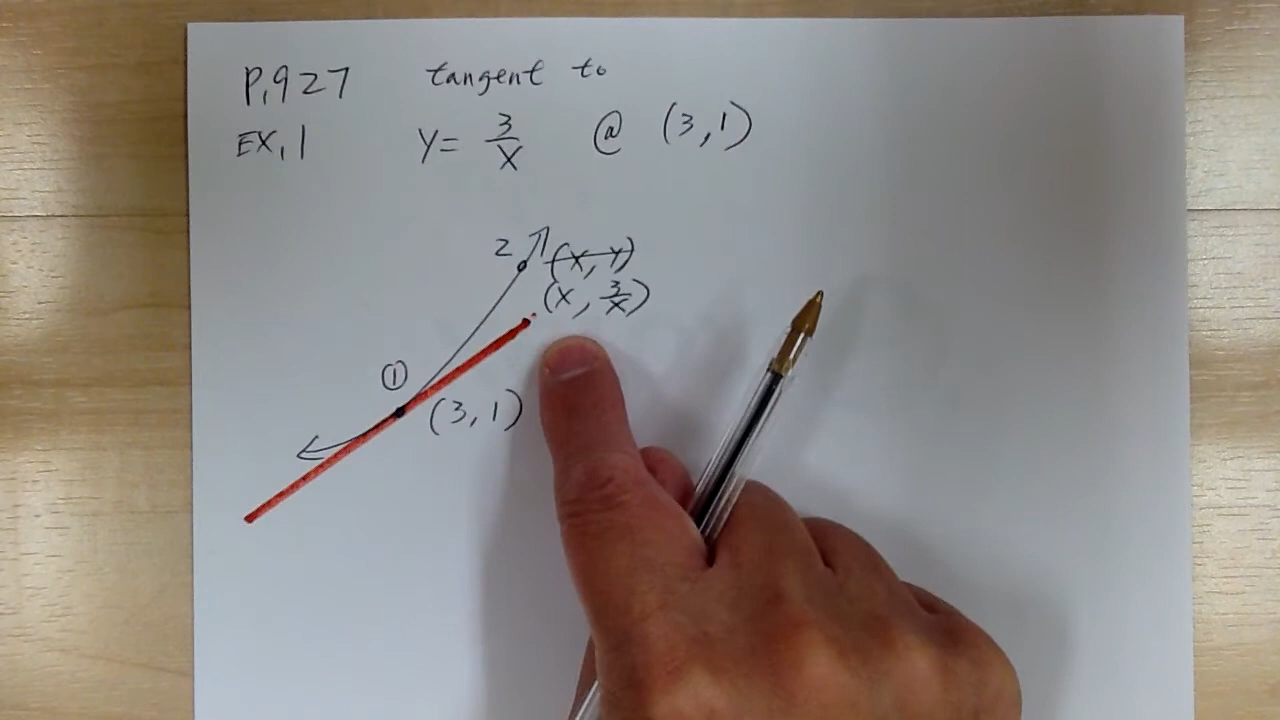 P.927 tangent to
EX.1 y= 3/x @ (3,1)
2 (x,y)
(x, 3/x)
①
(3,1)